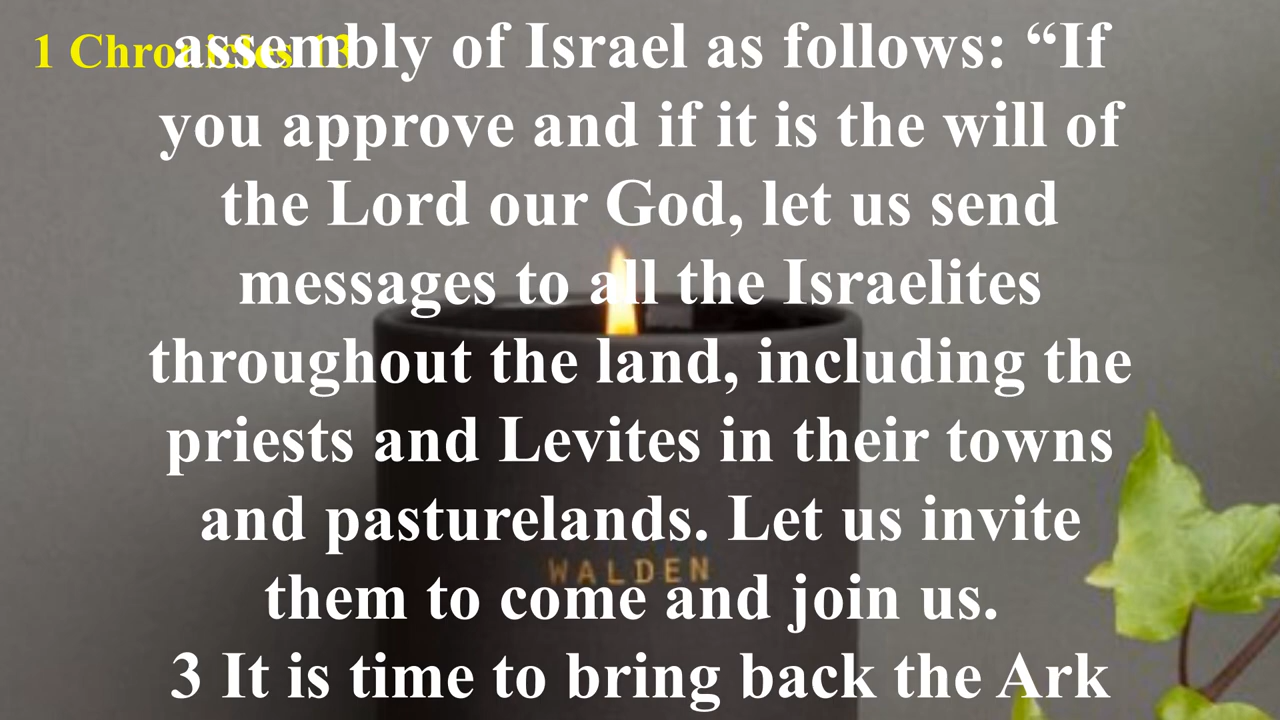 1 Chronicles 13
assembly of Israel as follows: “If
you approve and if it is the will of
the Lord our God, let us send
messages to all the Israelites
throughout the land, including the
priests and Levites in their towns
and pasturelands. Let us invite
WALDEN
them to come and join us.
3 It is time to bring back the Ark